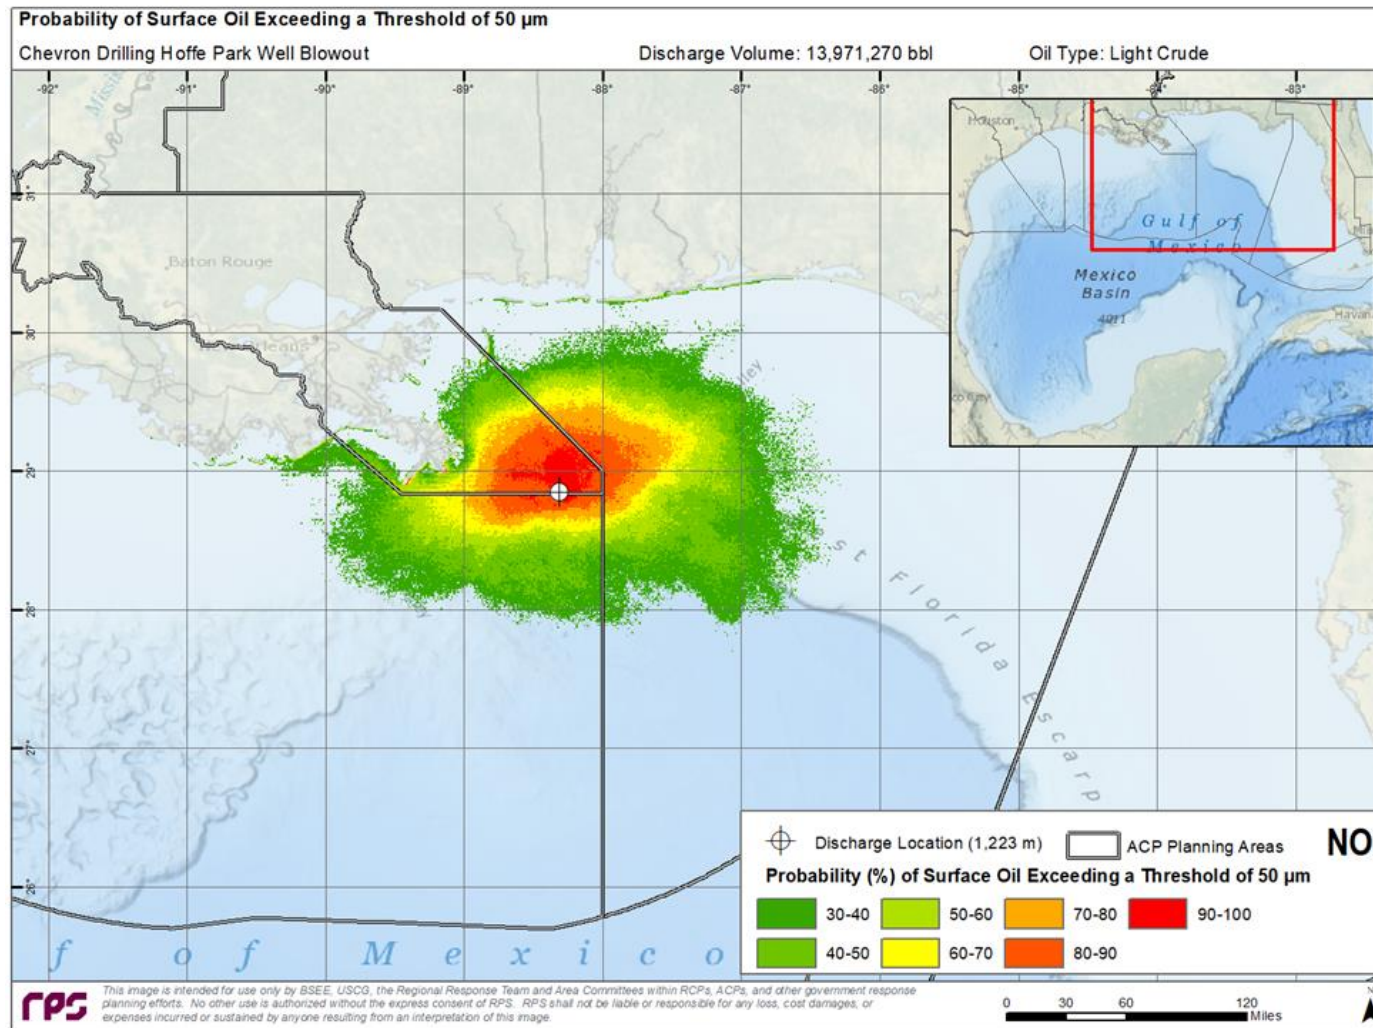 Probability of Surface Oil Exceeding a Threshold of 50 µm
Chevron Drilling Hoffe Park Well Blowout Discharge Volume: 13,971,270 bbl Oil Type: Light Crude
-92° -91° -90° -89° -88° -87° -86° -85° -84° -83°
31°
30°
29°
28°
27°
26°
Baton Rouge
Houston
Gulf of
Mexico
Mexico
Basin
Havana
st Florida Escarp
f of Mexico
Discharge Location (1,223 m) ACP Planning Areas NO
Probability (%) of Surface Oil Exceeding a Threshold of 50 µm
30-40 50-60 70-80 90-100
40-50 60-70 80-90
rps
This image is intended for use only by BSEE, USCG, the Regional Response Team and Area Committees within RCPs, ACPs, and other government response
planning efforts. No other use is authorized without the express consent of RPS. RPS shall not be liable or responsible for any loss, cost damages, or
expenses incurred or sustained by anyone resulting from an interpretation of this image.
0 30 60 120
Miles